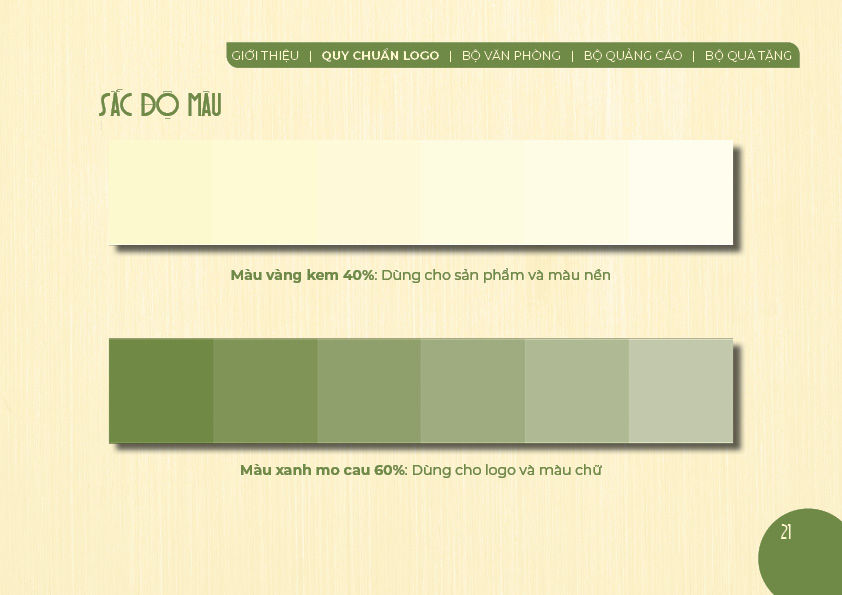 GIỚI THIỆU | QUY CHUẨN LOGO | BỘ VĂN PHÒNG | BỘ QUẢNG CÁO | BỘ QUÀ TẶNG
SẮC ĐỘ MÀU
Màu vàng kem 40%: Dùng cho sản phẩm và màu nền
Màu xanh mo cau 60%: Dùng cho logo và màu chữ
21